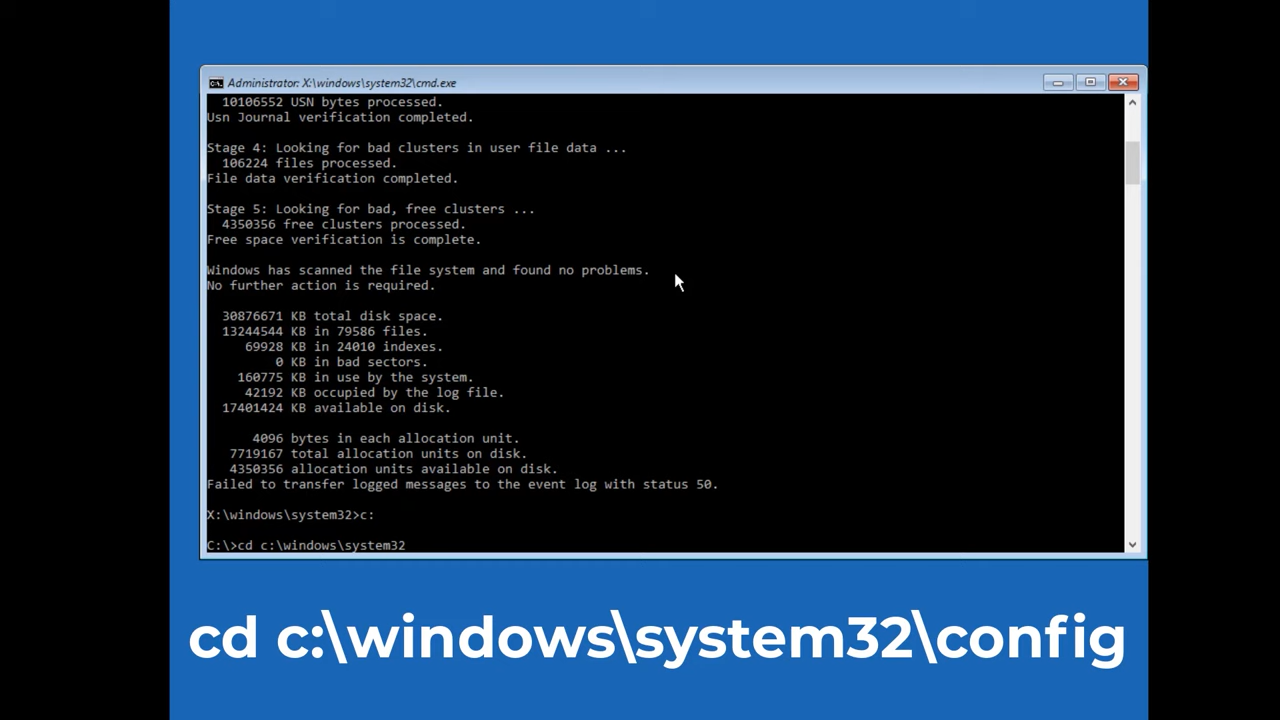 Administrator: X:\windows\system32\cmd.exe
10106552 USN bytes processed.
Usn Journal verification completed.
Stage 4: Looking for bad clusters in user file data ...
106224 files processed.
File data verification completed.
Stage 5: Looking for bad, free clusters ...
4350356 free clusters processed.
Free space verification is complete.
Windows has scanned the file system and found no problems.
No further action is required.
30876671 KB total disk space.
13244544 KB in 79586 files.
69928 KB in 24010 indexes.
0 KB in bad sectors.
160775 KB in use by the system.
42192 KB occupied by the log file.
17401424 KB available on disk.
4096 bytes in each allocation unit.
7719167 total allocation units on disk.
4350356 allocation units available on disk.
Failed to transfer logged messages to the event log with status 50.
X:\windows\system32>c:
C:\>cd c:\windows\system32
cd c:\windows\system32\config